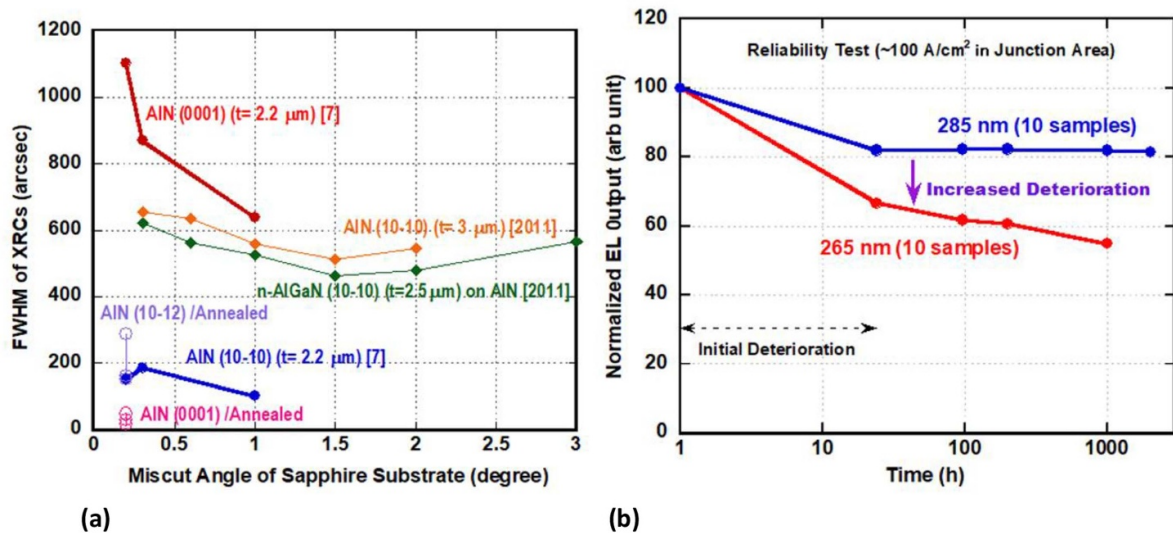 FWHM of XRCs (arcsec)
1200
1000
800
600
400
200
0
AlN (0001) (t= 2.2 μm) [7]
AlN (10-10) (t= 3 μm) [2011]
n-AlGaN (10-10) (t=2.5 μm) on AlN [2011]
AlN (10-12) /Annealed
AlN (10-10) (t= 2.2 μm) [7]
AlN (0001) /Annealed
0 0.5 1 1.5 2 2.5 3
Miscut Angle of Sapphire Substrate (degree)
(a)
Normalized EL Output (arb unit)
120
100
80
60
40
20
0
Reliability Test (~100 A/cm² in Junction Area)
285 nm (10 samples)
Increased Deterioration
265 nm (10 samples)
Initial Deterioration
1 10 100 1000
Time (h)
(b)